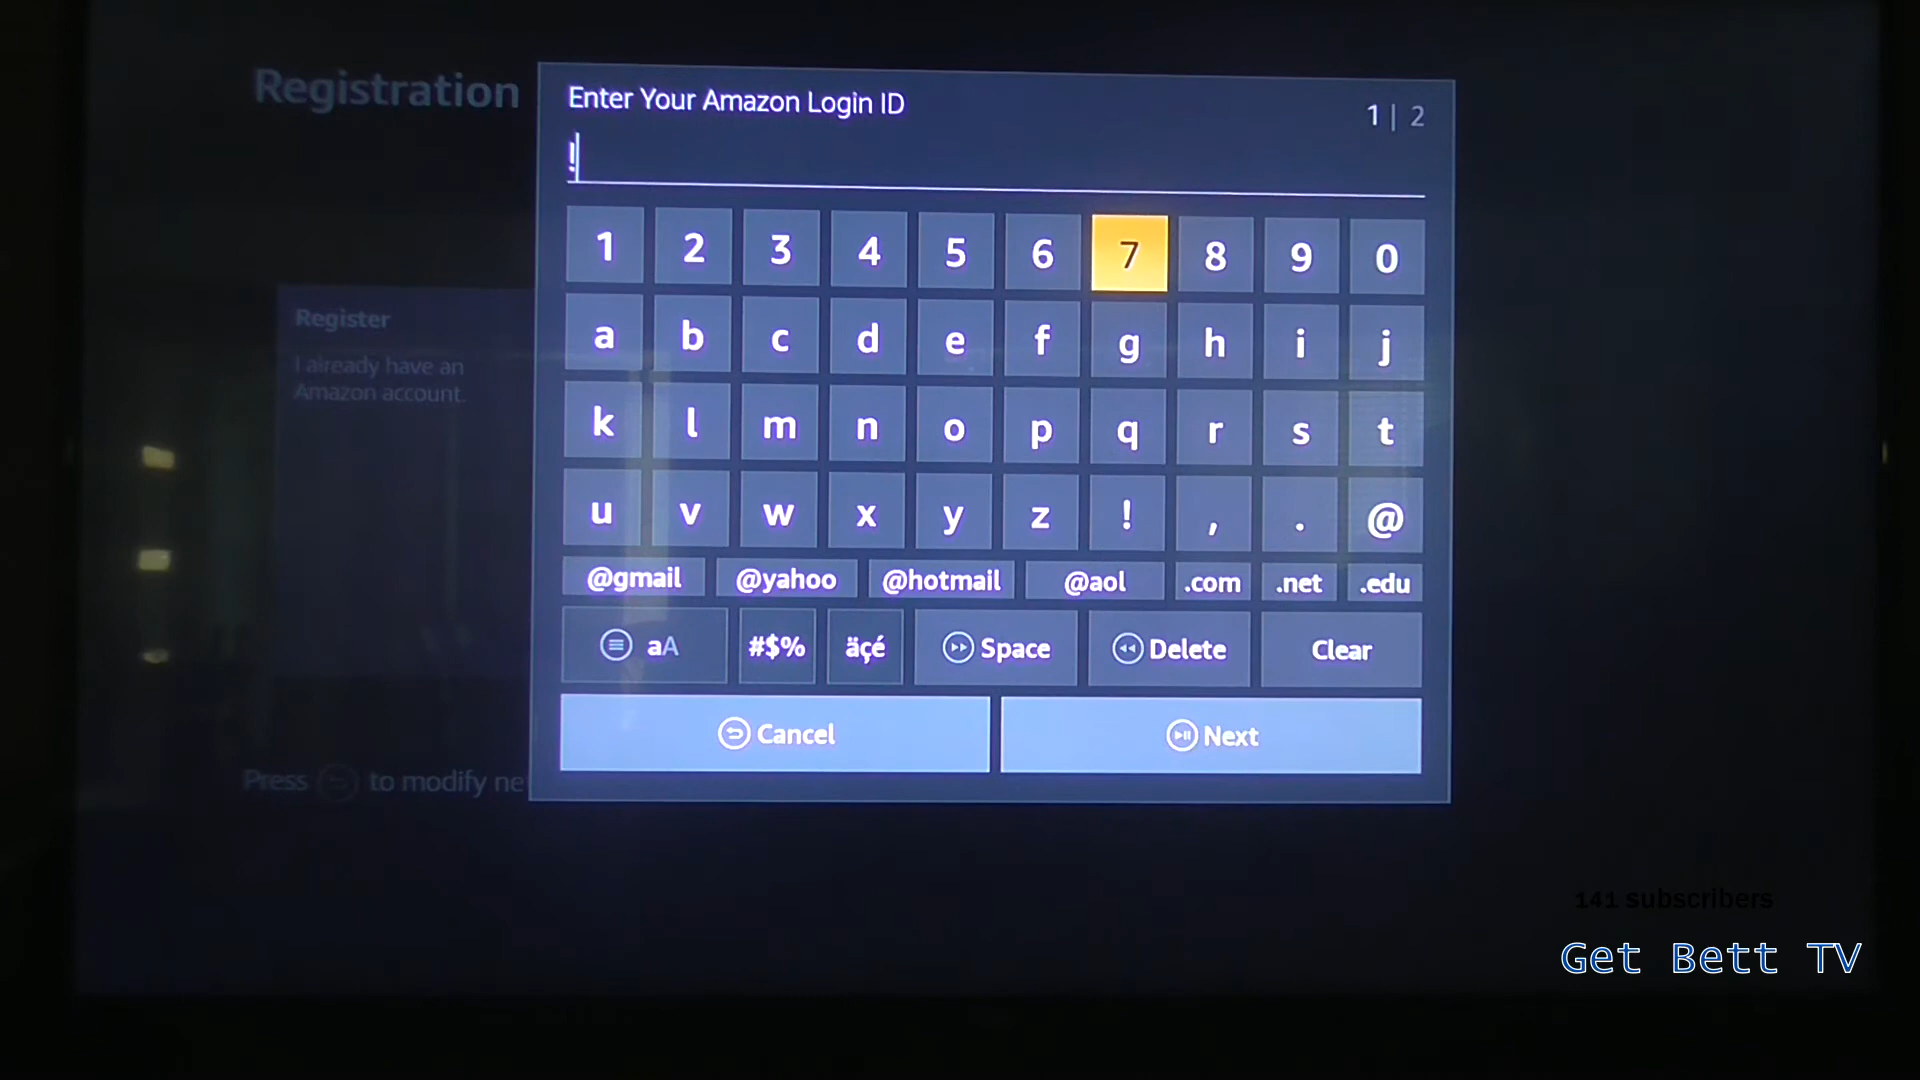 Registration
Enter Your Amazon Login ID
1 | 2
!
1 2 3 4 5 6 7 8 9 0
a b c d e f g h i j
k l m n o p q r s t
u v w x y z ! , . @
@gmail @yahoo @hotmail @aol .com .net .edu
aA #$% äçé Space Delete Clear
Cancel Next
Register
I already have an
Amazon account.
Press to modify ne
141 subscribers
Get Bett TV